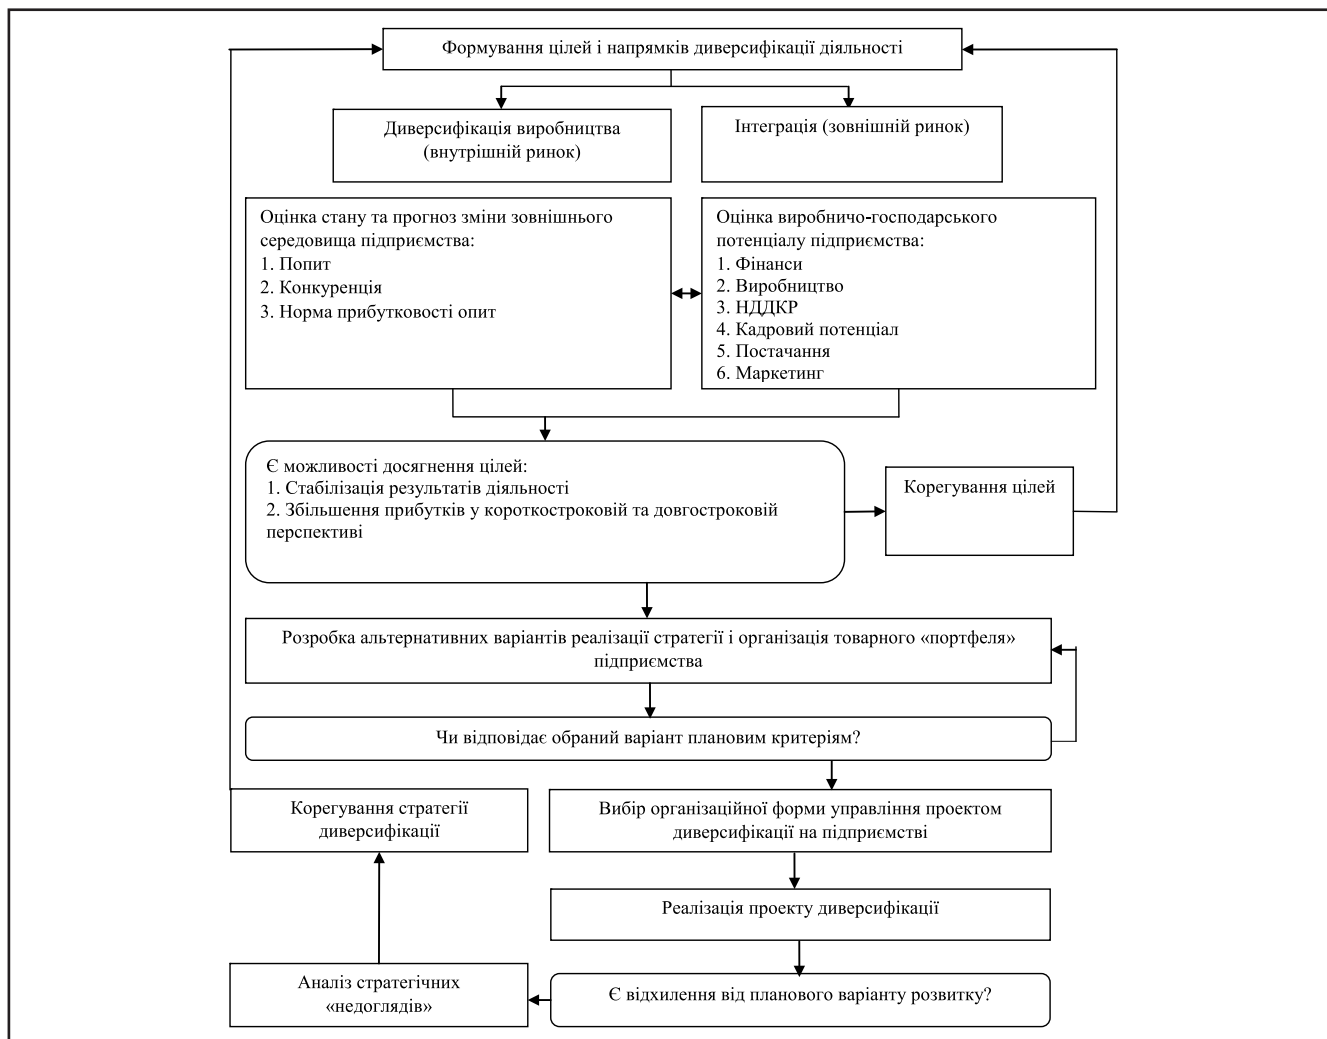 Формування цілей і напрямків диверсифікації діяльності
Диверсифікація виробництва
(внутрішній ринок)
Інтеграція (зовнішній ринок)
Оцінка стану та прогноз зміни зовнішнього
середовища підприємства:
1. Попит
2. Конкуренція
3. Норма прибутковості опит
Оцінка виробничо-господарського
потенціалу підприємства:
1. Фінанси
2. Виробництво
3. НДДКР
4. Кадровий потенціал
5. Постачання
6. Маркетинг
Є можливості досягнення цілей:
1. Стабілізація результатів діяльності
2. Збільшення прибутків у короткостроковій та довгостроковій
перспективі
Корегування цілей
Розробка альтернативних варіантів реалізації стратегії і організація товарного «портфеля»
підприємства
Чи відповідає обраний варіант плановим критеріям?
Корегування стратегії
диверсифікації
Вибір організаційної форми управління проектом
диверсифікації на підприємстві
Реалізація проекту диверсифікації
Аналіз стратегічних
«недоглядів»
Є відхилення від планового варіанту розвитку?